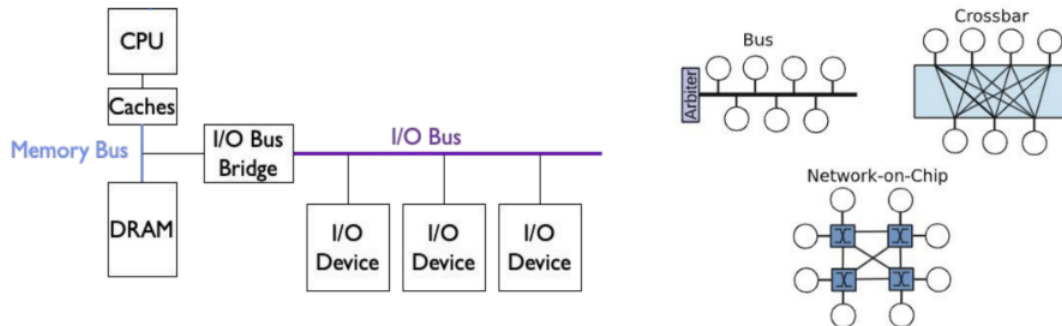 CPU
Caches
Memory Bus
I/O Bus
Bridge
I/O Bus
DRAM
I/O
Device
I/O
Device
I/O
Device
Bus
Arbiter
Crossbar
Network-on-Chip